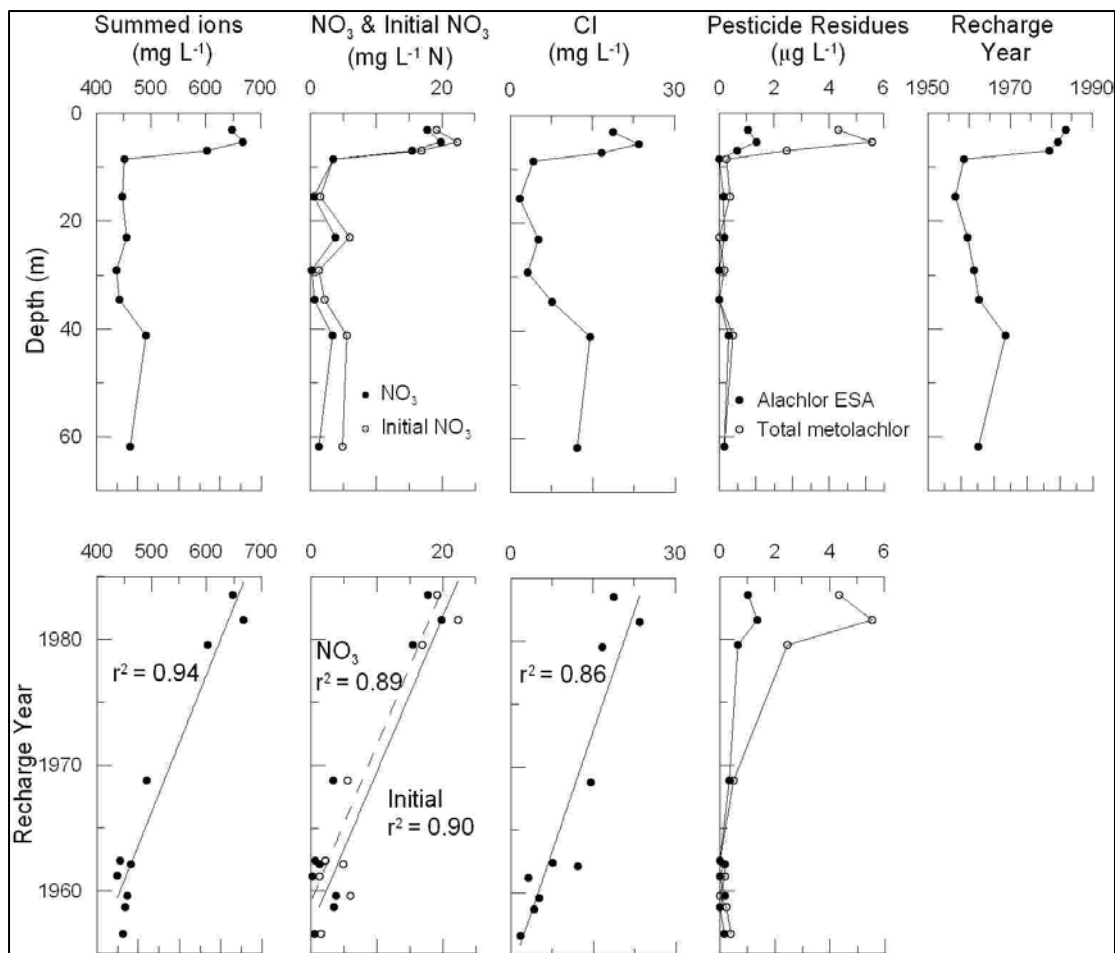 Summed ions
(mg L⁻¹)
400 500 600 700
NO₃ & Initial NO₃
(mg L⁻¹ N)
0 20
Cl
(mg L⁻¹)
0 30
Pesticide Residues
(µg L⁻¹)
0 2 4 6
Recharge
Year
1950 1970 1990
Depth (m)
0
20
40
60
NO₃
Initial NO₃
Alachlor ESA
Total metolachlor
400 500 600 700
0 20
0 30
0 2 4 6
Recharge Year
1980
1970
1960
r² = 0.94
NO₃
r² = 0.89
Initial
r² = 0.90
r² = 0.86